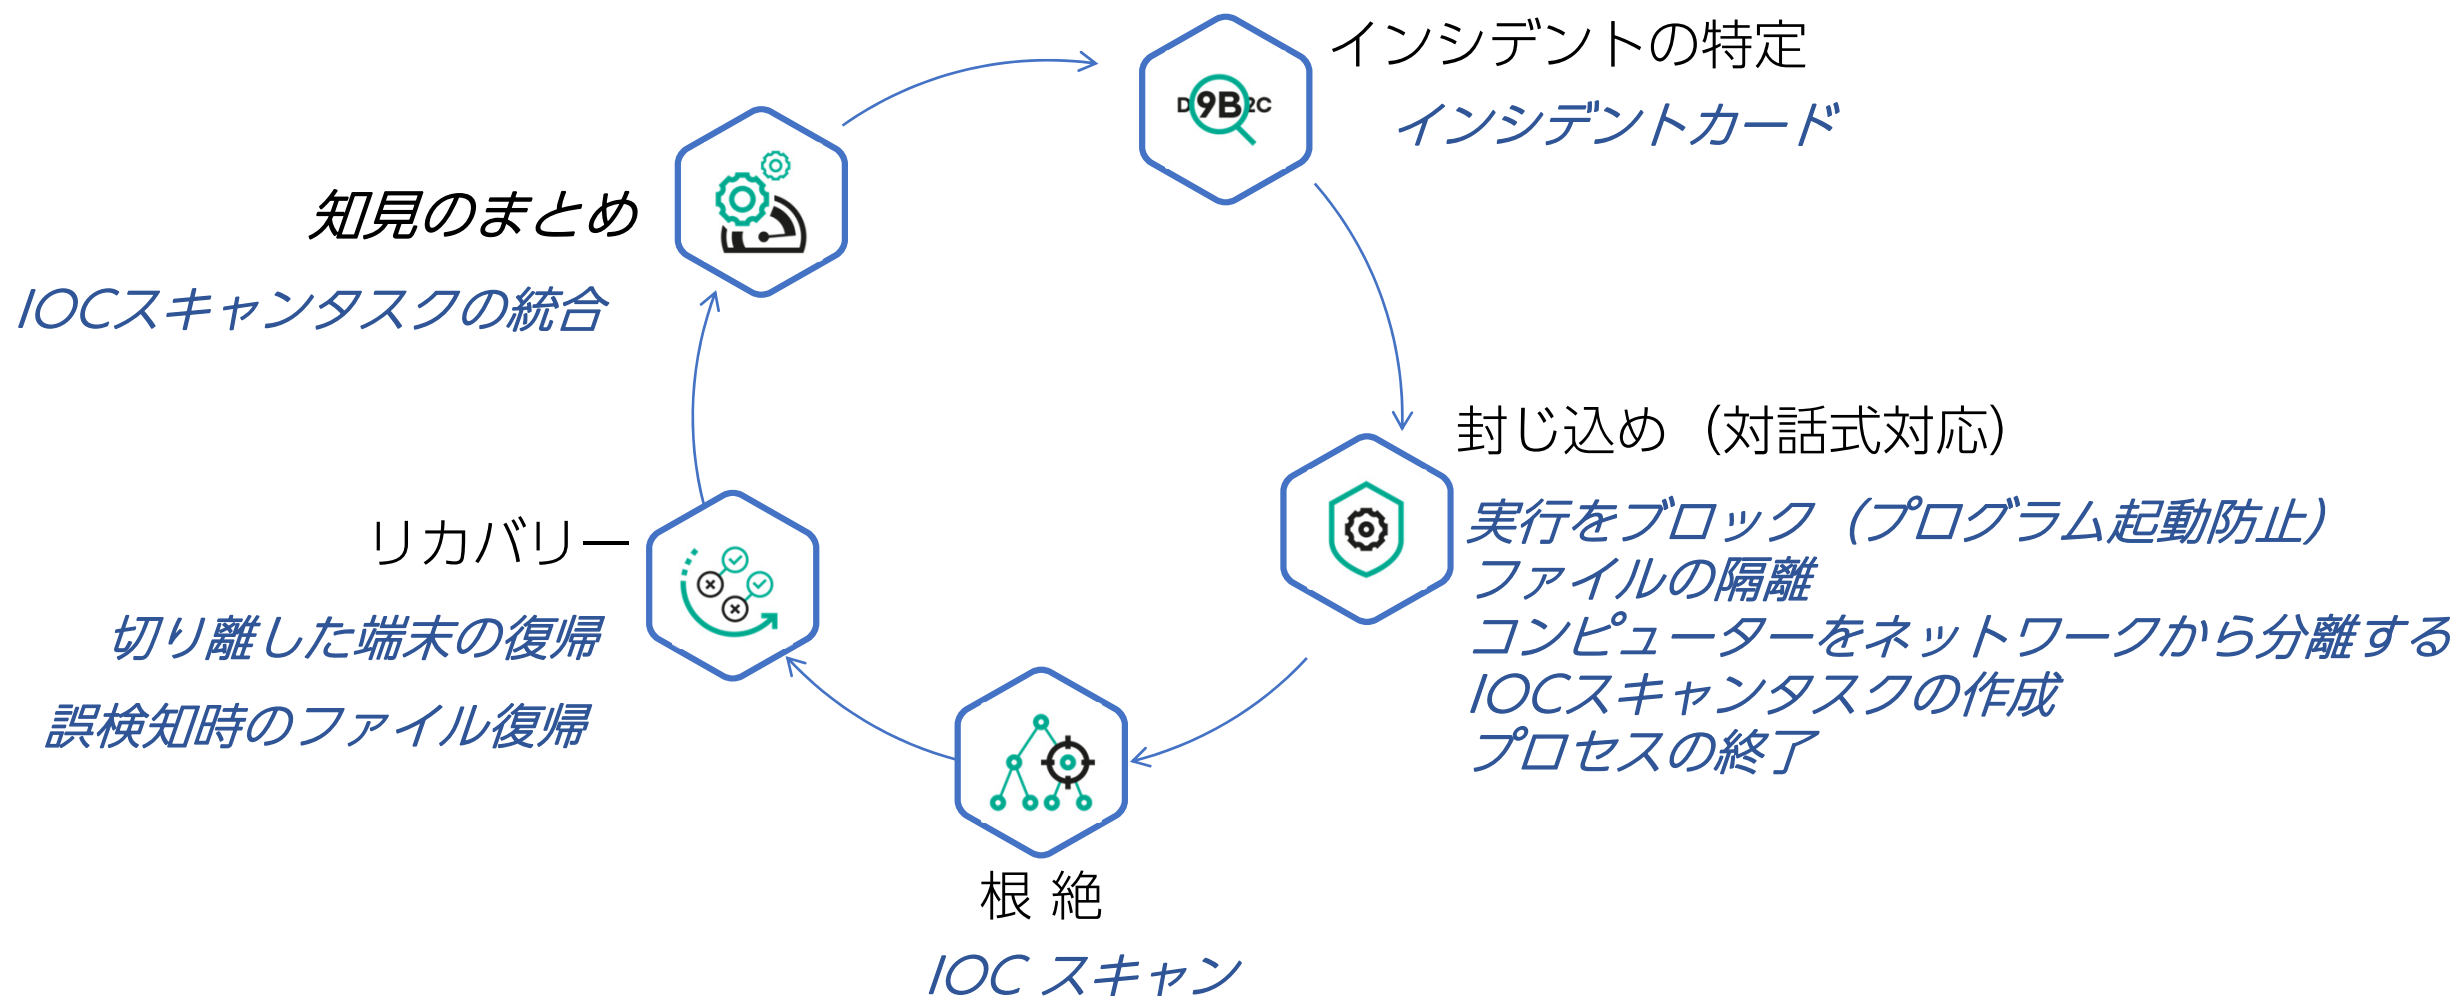 インシデントの特定
インシデントカード
D9B2C
知見のまとめ
IOCスキャンタスクの統合
封じ込め（対話式対応）
実行をブロック（プログラム起動防止）
ファイルの隔離
コンピューターをネットワークから分離する
IOCスキャンタスクの作成
プロセスの終了
リカバリー
切り離した端末の復帰
誤検知時のファイル復帰
根 絶
IOC スキャン